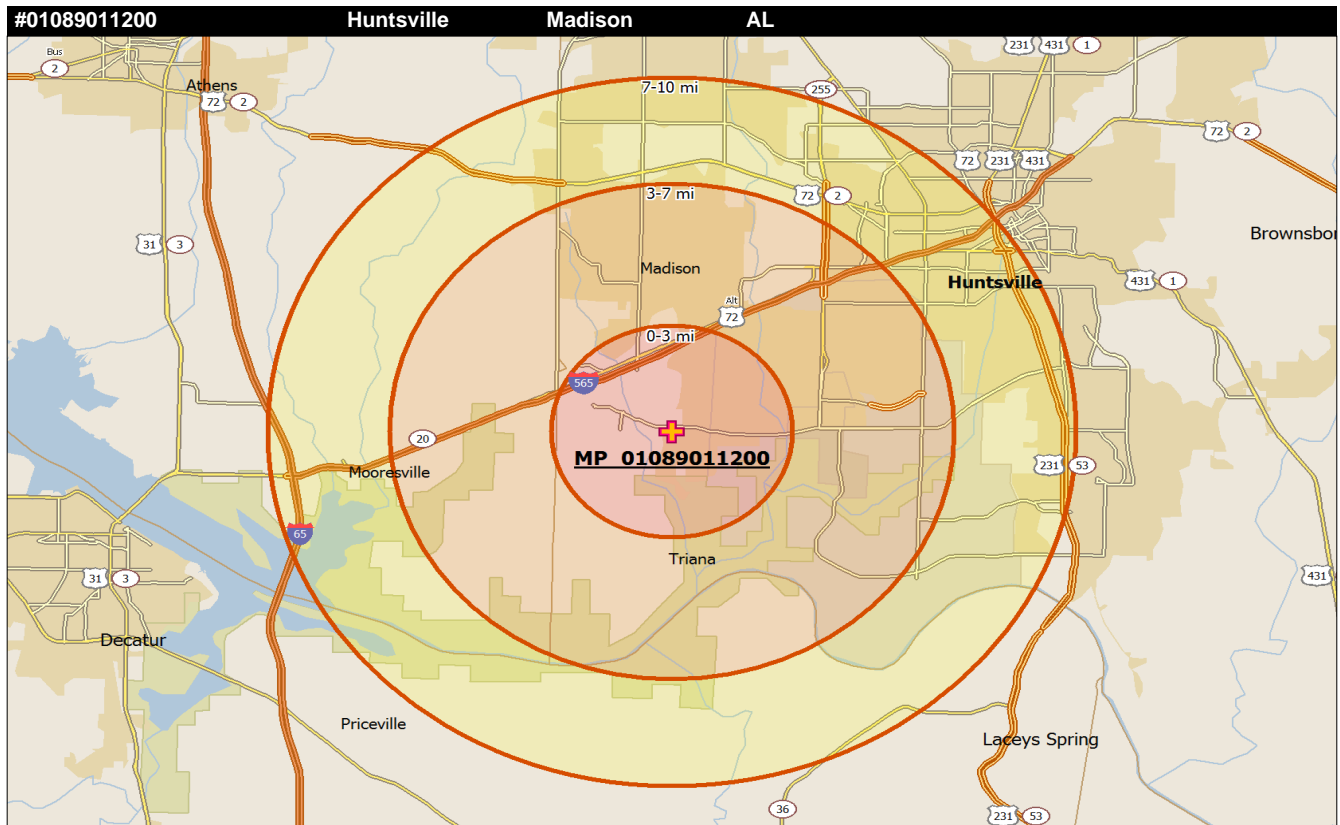 #01089011200 Huntsville Madison AL
231 431 1
Bus
2
Athens
72 2
7-10 mi
255
72 2
72 231 431
3-7 mi
72 2
31 3
Brownsbor
Madison
Huntsville
431 1
Alt
72
0-3 mi
565
20
MP 01089011200
Mooresville
231 53
65
Triana
31 3
431
Decatur
Priceville
Laceys Spring
36
231 53